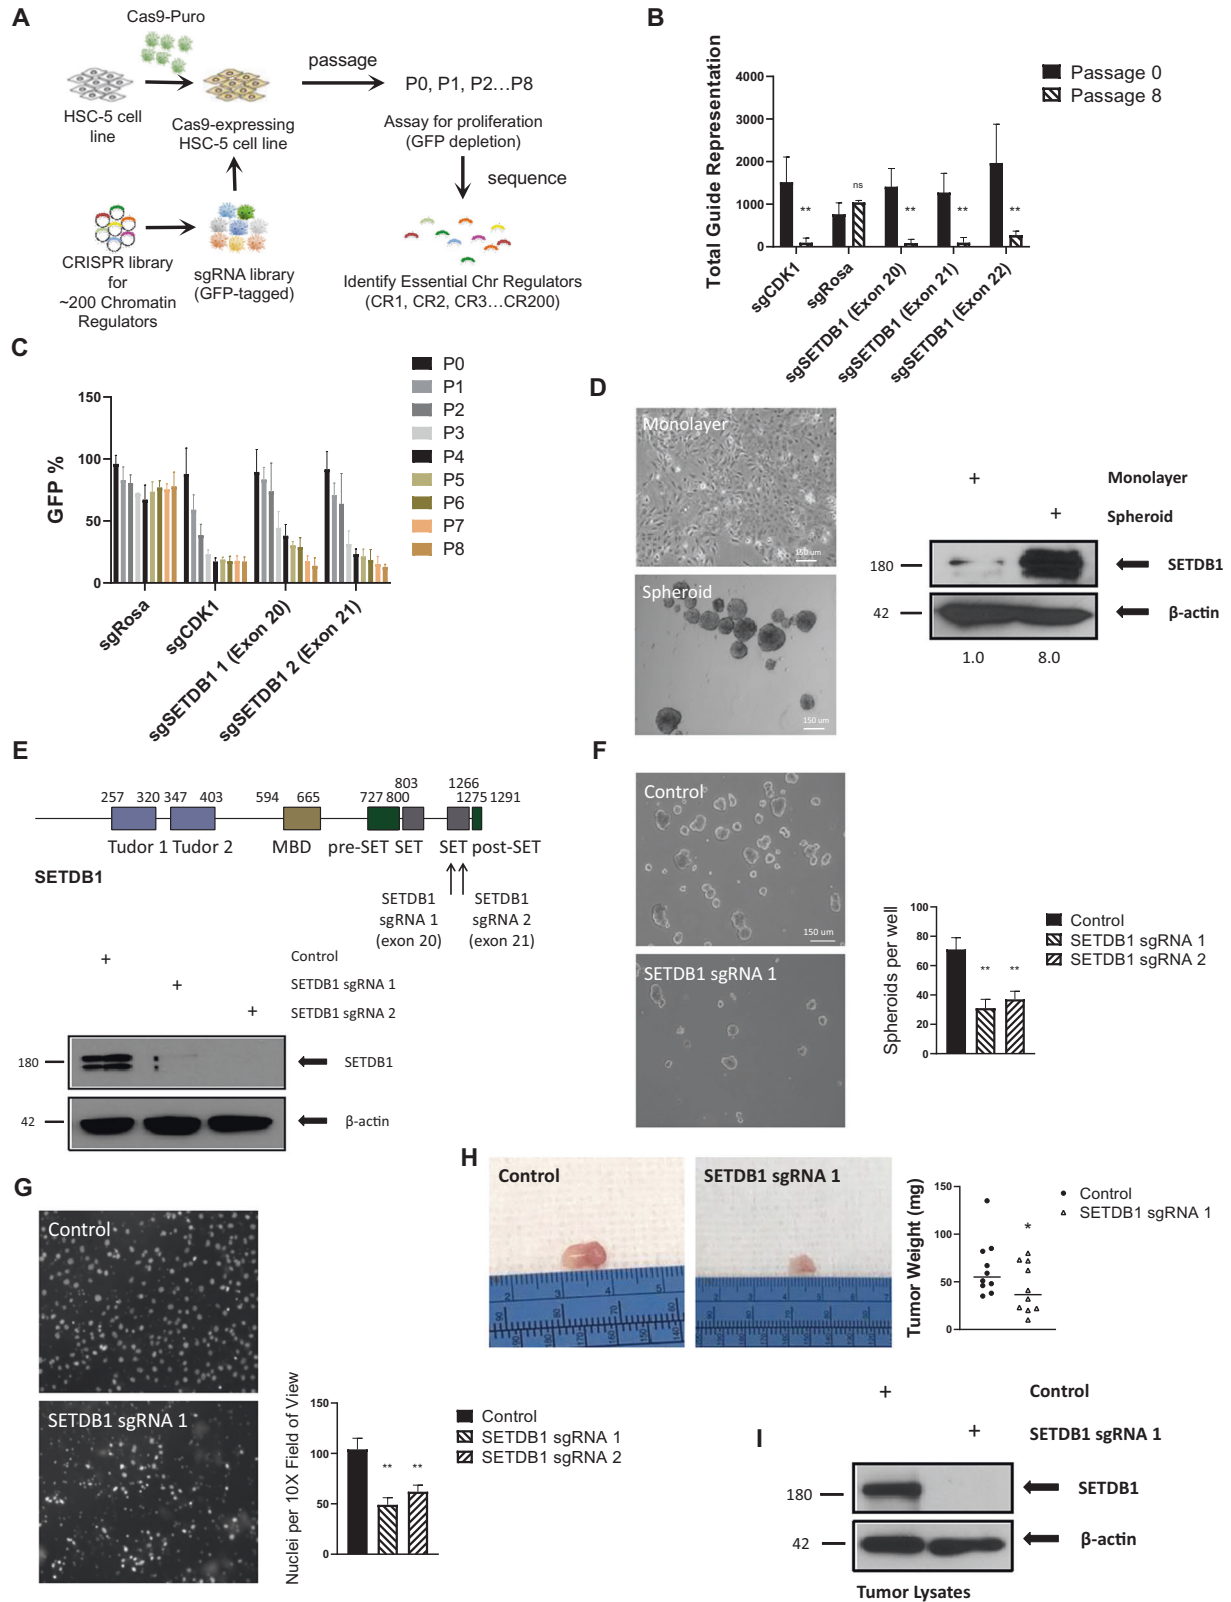 A
Cas9-Puro
HSC-5 cell
line
Cas9-expressing
HSC-5 cell line
passage
P0, P1, P2...P8
Assay for proliferation
(GFP depletion)
sequence
CRISPR library
for
~200 Chromatin
Regulators
sgRNA library
(GFP-tagged)
Identify Essential Chr Regulators
(CR1, CR2, CR3...CR200)
B
Total Guide Representation
4000
3000
2000
1000
0
**
ns
**
**
**
Passage 0
Passage 8
sgCDK1
sgRosa
sgSETDB1 (Exon 20)
sgSETDB1 (Exon 21)
sgSETDB1 (Exon 22)
C
GFP %
150
100
50
0
P0
P1
P2
P3
P4
P5
P6
P7
P8
sgRosa
sgCDK1
sgSETDB1 1 (Exon 20)
sgSETDB1 2 (Exon 21)
D
Monolayer
150 um
Spheroid
150 um
+
Monolayer
+
Spheroid
180
SETDB1
42
β-actin
1.0
8.0
E
803
1266
257 320 347 403 594 665 727 800 1275 1291
Tudor 1 Tudor 2 MBD pre-SET SET SET post-SET
SETDB1
SETDB1
sgRNA 1
(exon 20)
SETDB1
sgRNA 2
(exon 21)
+
Control
+
SETDB1 sgRNA 1
+
SETDB1 sgRNA 2
180
SETDB1
42
β-actin
F
Control
150 um
SETDB1 sgRNA 1
Spheroids per well
100
80
60
40
20
0
**
**
Control
SETDB1 sgRNA 1
SETDB1 sgRNA 2
G
Control
SETDB1 sgRNA 1
Nuclei per 10X Field of View
150
100
50
0
**
**
Control
SETDB1 sgRNA 1
SETDB1 sgRNA 2
H
Control
SETDB1 sgRNA 1
Tumor Weight (mg)
150
100
50
0
*
Control
SETDB1 sgRNA 1
I
+
Control
+
SETDB1 sgRNA 1
180
SETDB1
42
β-actin
Tumor Lysates